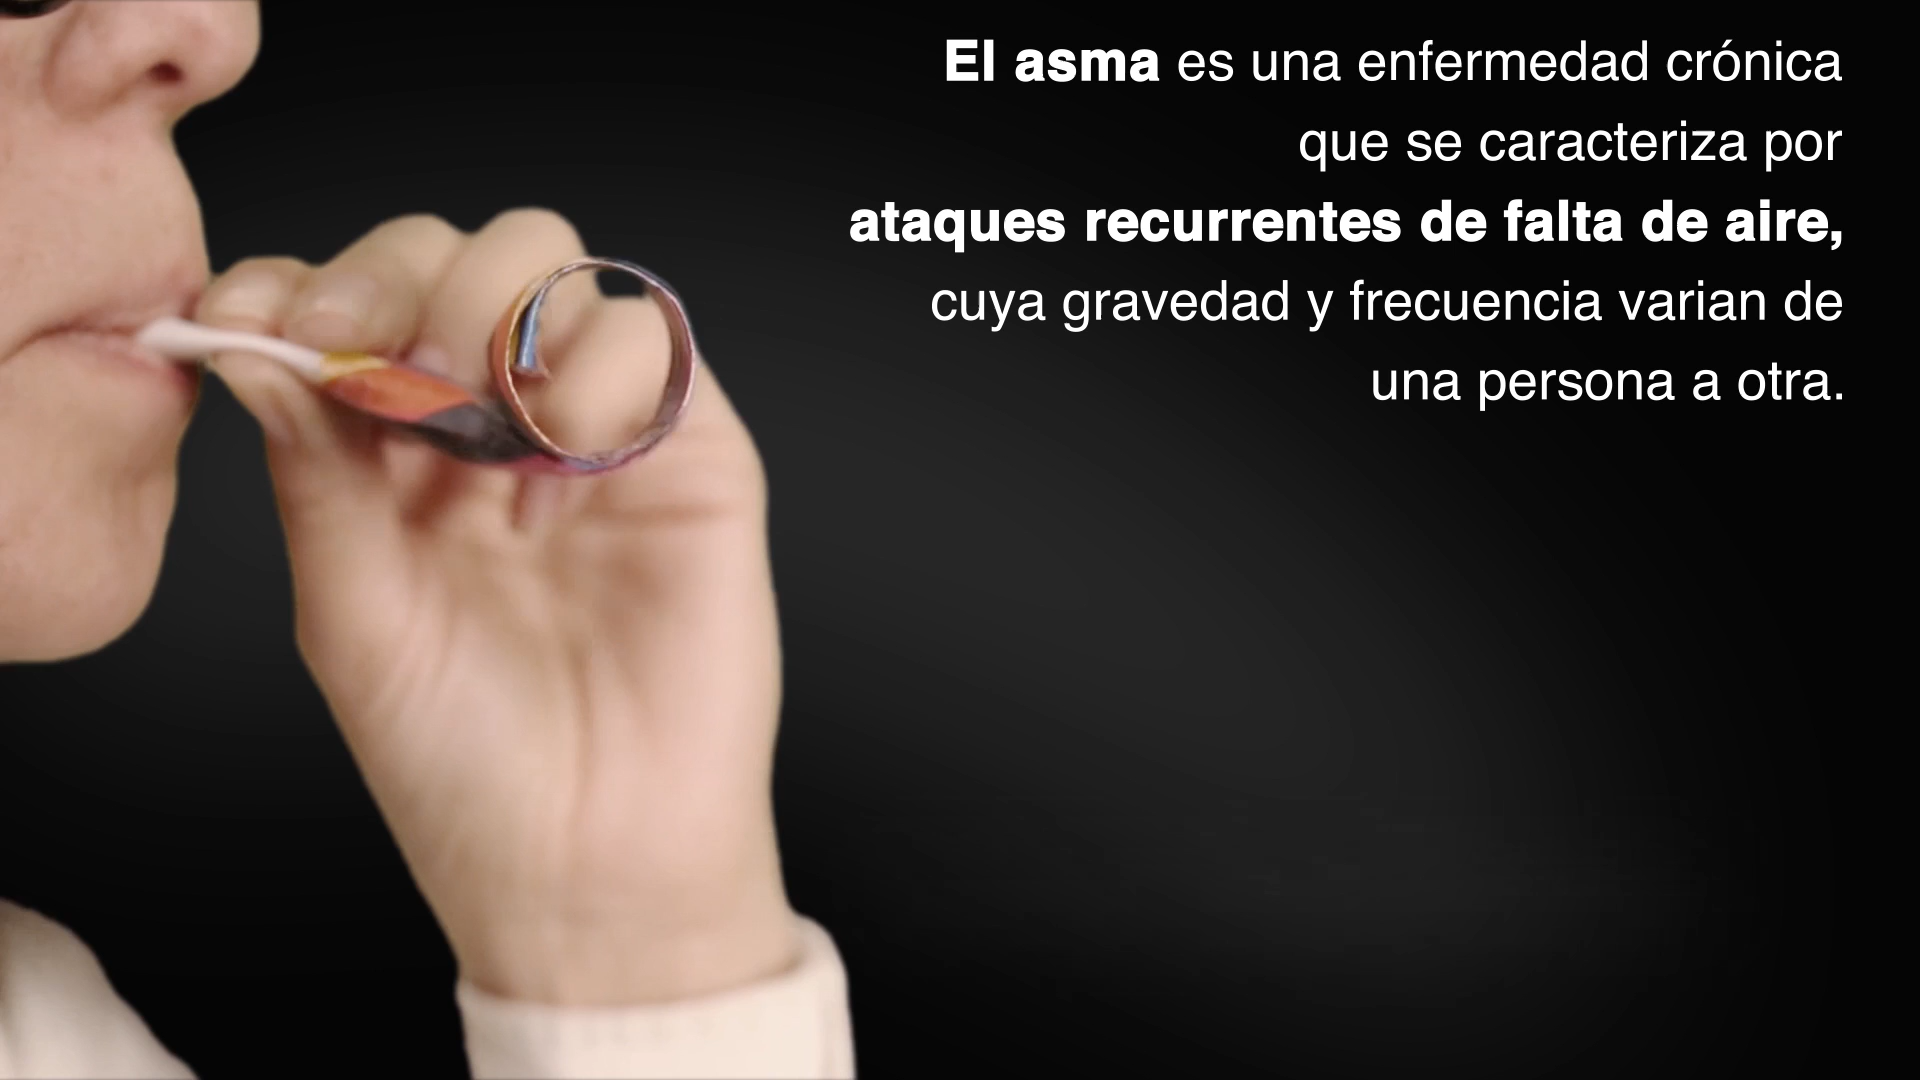 El asma es una enfermedad crónica
que se caracteriza por
ataques recurrentes de falta de aire,
cuya gravedad y frecuencia varian de
una persona a otra.